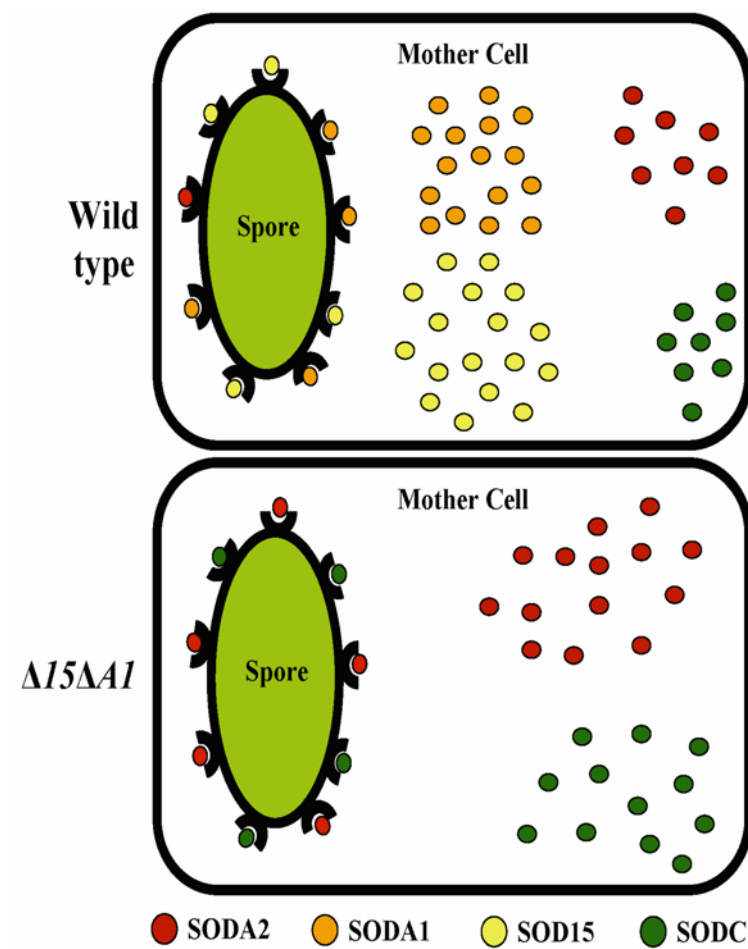 Mother Cell
Wild
type
Spore
Mother Cell
Δ15ΔA1
Spore
SODA2 SODA1 SOD15 SODC